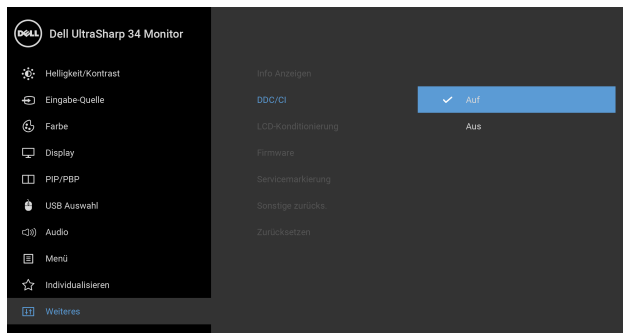 DELL Dell UltraSharp 34 Monitor
Helligkeit/Kontrast
Eingabe-Quelle
Farbe
Display
PIP/PBP
USB Auswahl
Audio
Menü
Individualisieren
Weiteres
Info Anzeigen
DDC/CI
LCD-Konditionierung
Firmware
Servicemarkierung
Sonstige zurücks.
Zurücksetzen
Auf
Aus